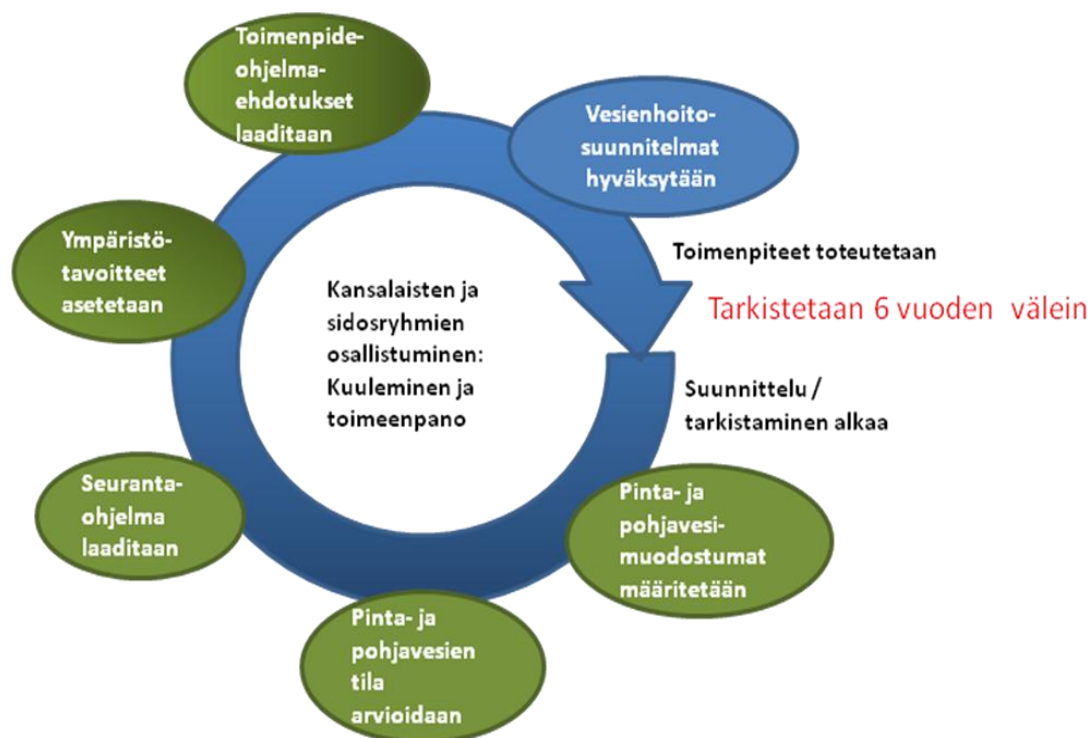 Toimenpide-
ohjelma-
ehdotukset
laaditaan
Vesienhoito-
suunnitelmat
hyväksytään
Ympäristö-
tavoitteet
asetetaan
Toimenpiteet toteutetaan
Tarkistetaan 6 vuoden välein
Kansalaisten ja
sidosryhmien
osallistuminen:
Kuuleminen ja
toimeenpano
Suunnittelu /
tarkistaminen alkaa
Seuranta-
ohjelma
laaditaan
Pinta- ja
pohjavesi-
muodostumat
määritetään
Pinta- ja
pohjavesien
tila
arvioidaan